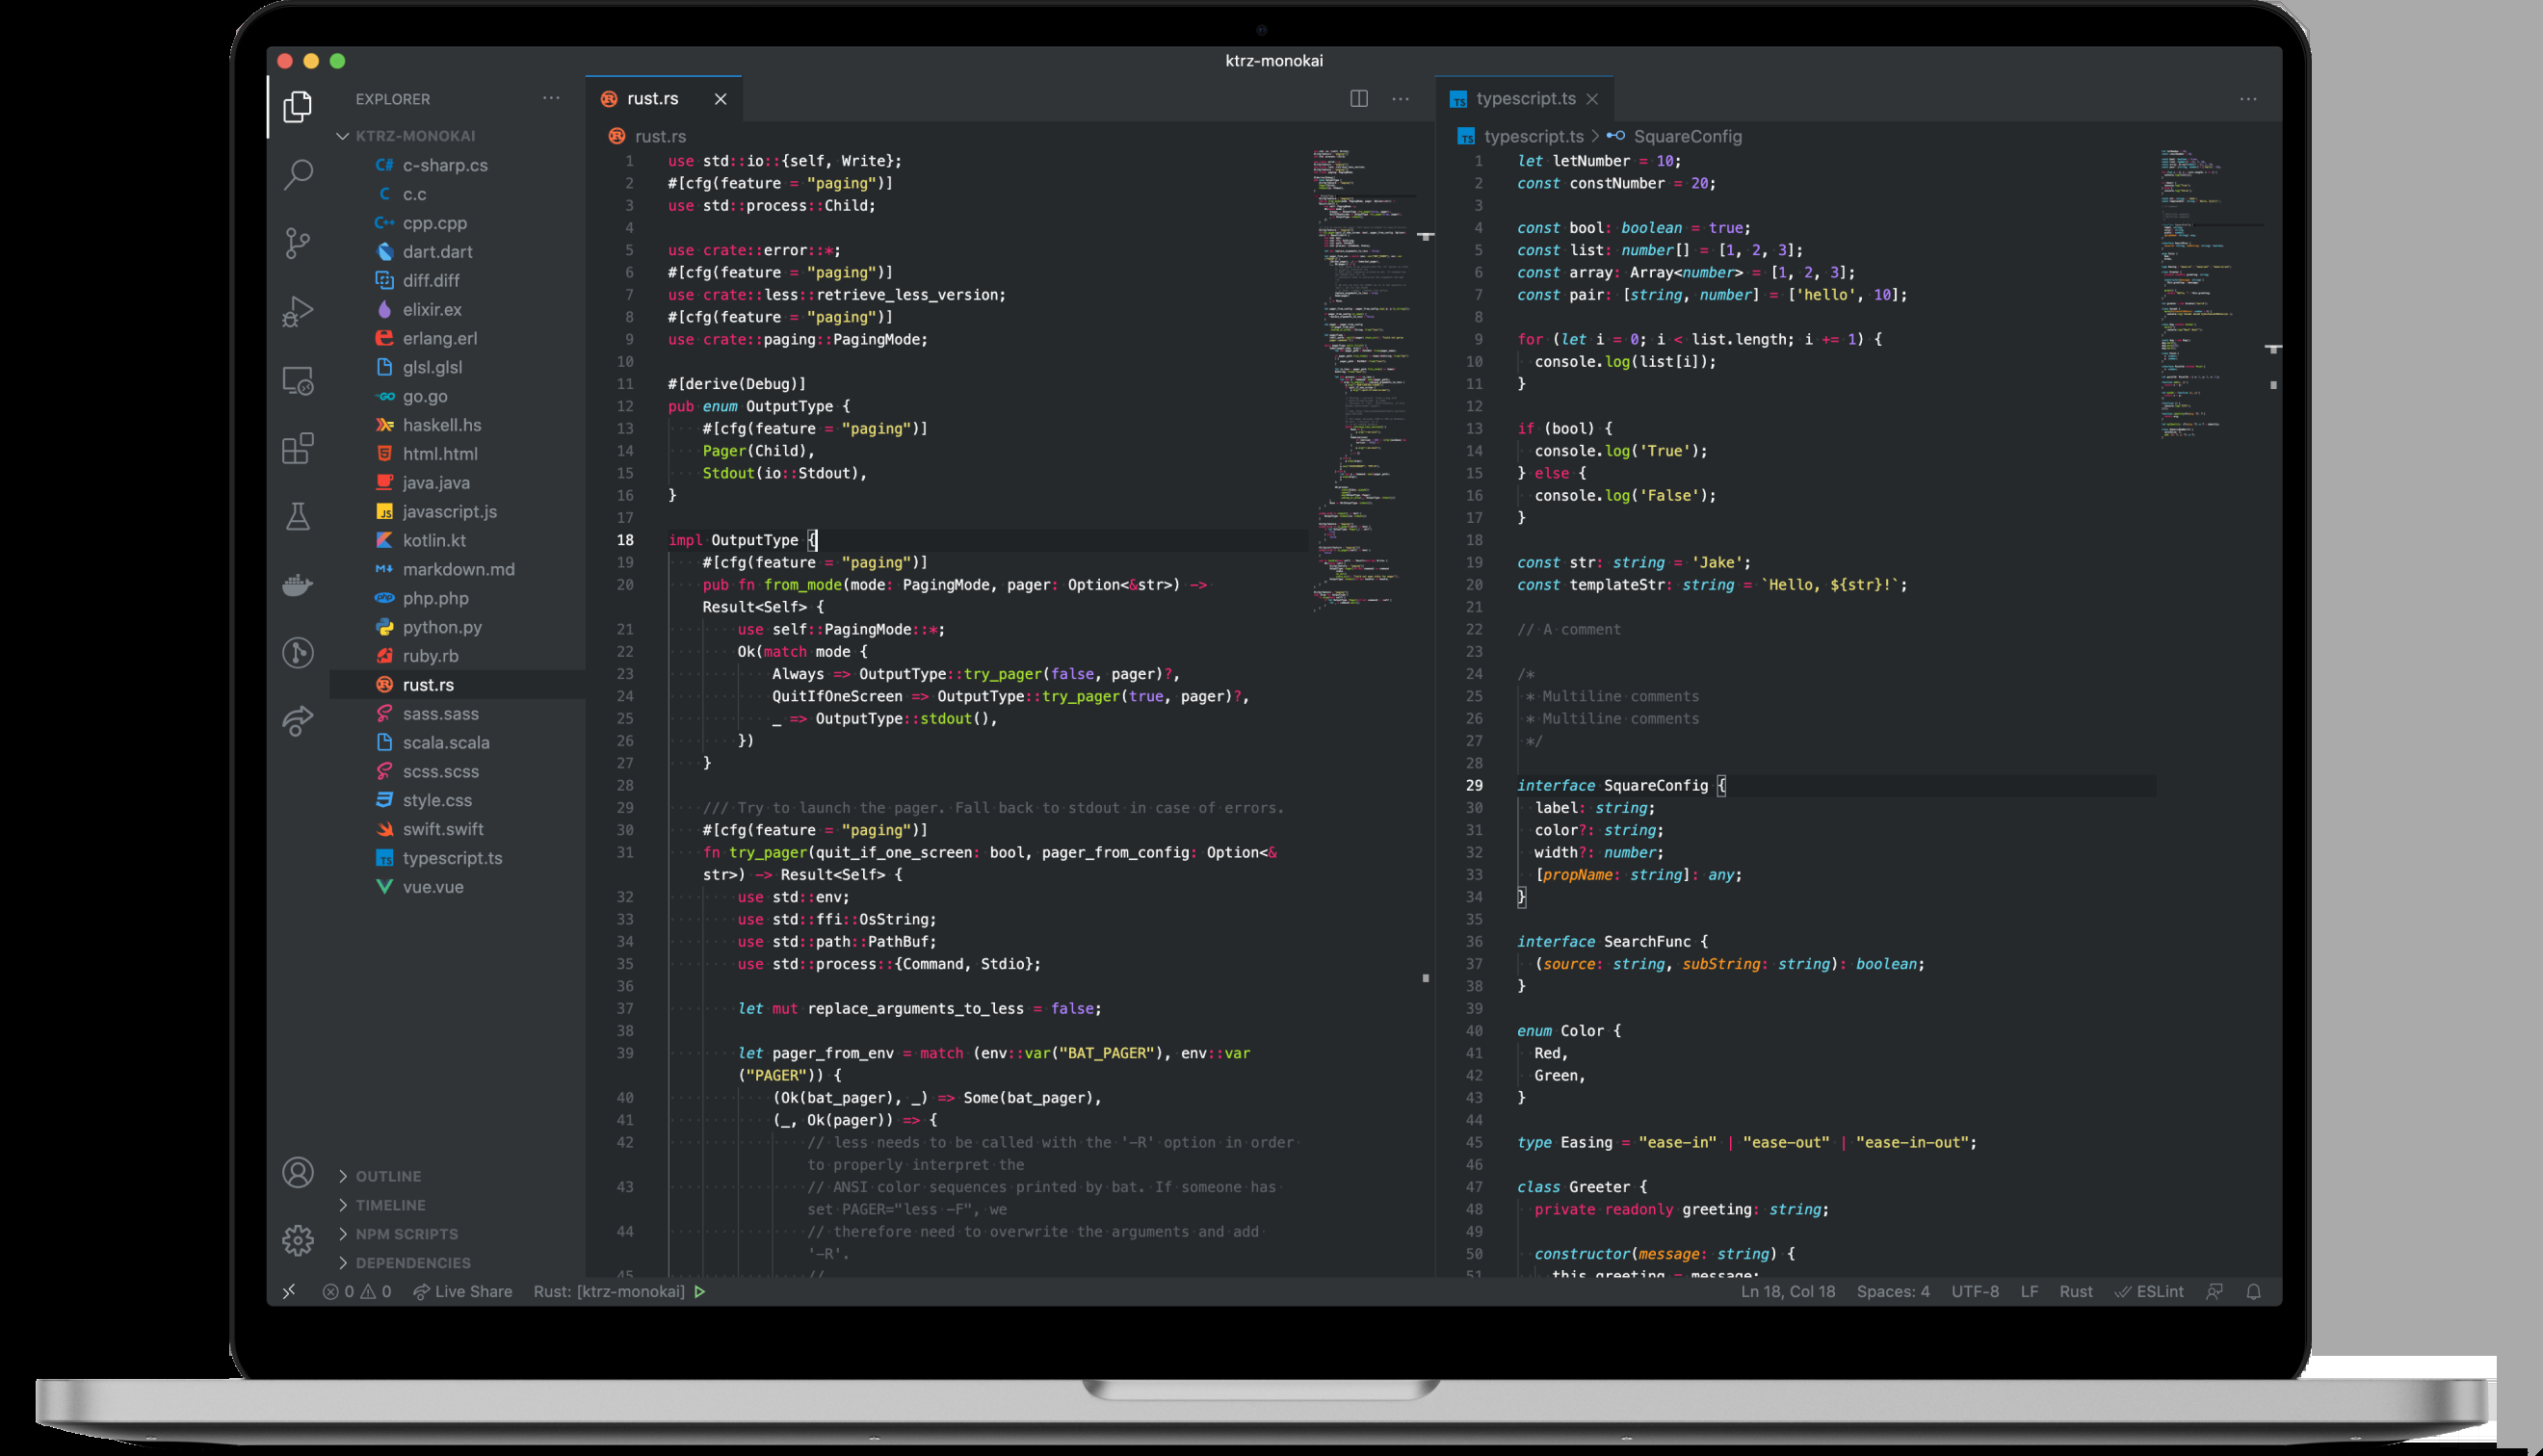 ktrz-monokai
EXPLORER
KTRZ-MONOKAI
c-sharp.cs
c.c
cpp.cpp
dart.dart
diff.diff
elixir.ex
erlang.erl
glsl.glsl
go.go
haskell.hs
html.html
java.java
javascript.js
kotlin.kt
markdown.md
php.php
python.py
ruby.rb
rust.rs
sass.sass
scala.scala
scss.scss
style.css
swift.swift
typescript.ts
vue.vue
OUTLINE
TIMELINE
NPM SCRIPTS
DEPENDENCIES
rust.rs
rust.rs
1 use std::io::{self, Write};
2 #[cfg(feature = "paging")]
3 use std::process::Child;
4
5 use crate::error::*;
6 #[cfg(feature = "paging")]
7 use crate::less::retrieve_less_version;
8 #[cfg(feature = "paging")]
9 use crate::paging::PagingMode;
10
11 #[derive(Debug)]
12 pub enum OutputType {
13 #[cfg(feature = "paging")]
14 Pager(Child),
15 Stdout(io::Stdout),
16 }
17
18 impl OutputType {
19 #[cfg(feature = "paging")]
20 pub fn from_mode(mode: PagingMode, pager: Option<&str>) ->
Result<Self> {
21 use self::PagingMode::*;
22 Ok(match mode {
23 Always => OutputType::try_pager(false, pager)?,
24 QuitIfOneScreen => OutputType::try_pager(true, pager)?,
25 _ => OutputType::stdout(),
26 })
27 }
28
29 /// Try to launch the pager. Fall back to stdout in case of errors.
30 #[cfg(feature = "paging")]
31 fn try_pager(quit_if_one_screen: bool, pager_from_config: Option<&
str>) -> Result<Self> {
32 use std::env;
33 use std::ffi::OsString;
34 use std::path::PathBuf;
35 use std::process::{Command, Stdio};
36
37 let mut replace_arguments_to_less = false;
38
39 let pager_from_env = match (env::var("BAT_PAGER"), env::var
("PAGER")) {
40 (Ok(bat_pager), _) => Some(bat_pager),
41 (_, Ok(pager)) => {
42 // less needs to be called with the '-R' option in order
to properly interpret the
43 // ANSI color sequences printed by bat. If someone has
set PAGER="less -F", we
44 // therefore need to overwrite the arguments and add
'-R'.
45 //
typescript.ts
typescript.ts > SquareConfig
1 let letNumber = 10;
2 const constNumber = 20;
3
4 const bool: boolean = true;
5 const list: number[] = [1, 2, 3];
6 const array: Array<number> = [1, 2, 3];
7 const pair: [string, number] = ['hello', 10];
8
9 for (let i = 0; i < list.length; i += 1) {
10 console.log(list[i]);
11 }
12
13 if (bool) {
14 console.log('True');
15 } else {
16 console.log('False');
17 }
18
19 const str: string = 'Jake';
20 const templateStr: string = `Hello, ${str}!`;
21
22 // A comment
23
24 /*
25 * Multiline comments
26 * Multiline comments
27 */
28
29 interface SquareConfig {
30 label: string;
31 color?: string;
32 width?: number;
33 [propName: string]: any;
34 }
35
36 interface SearchFunc {
37 (source: string, subString: string): boolean;
38 }
39
40 enum Color {
41 Red,
42 Green,
43 }
44
45 type Easing = "ease-in" | "ease-out" | "ease-in-out";
46
47 class Greeter {
48 private readonly greeting: string;
49
50 constructor(message: string) {
51 this.greeting = message;
0 0 Live Share Rust: [ktrz-monokai]
Ln 18, Col 18 Spaces: 4 UTF-8 LF Rust ESLint